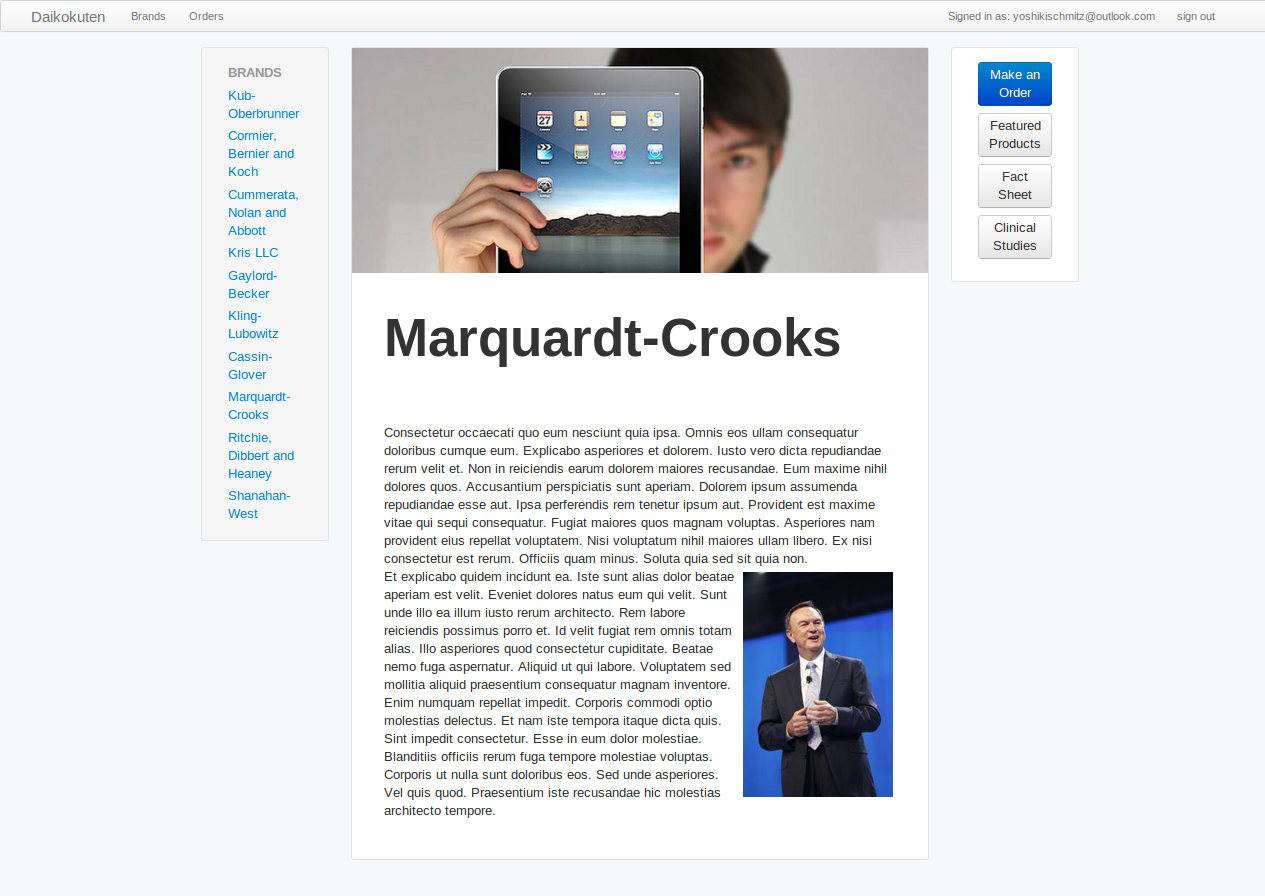 Daikokuten Brands Orders Signed in as: yoshikischmitz@outlook.com sign out
BRANDS
Kub-
Oberbrunner
Cormier,
Bernier and
Koch
Cummerata,
Nolan and
Abbott
Kris LLC
Gaylord-
Becker
Kling-
Lubowitz
Cassin-
Glover
Marquardt-
Crooks
Ritchie,
Dibbert and
Heaney
Shanahan-
West
27
Marquardt-Crooks
Consectetur occaecati quo eum nesciunt quia ipsa. Omnis eos ullam consequatur
doloribus cumque eum. Explicabo asperiores et dolorem. Iusto vero dicta repudiandae
rerum velit et. Non in reiciendis earum dolorem maiores recusandae. Eum maxime nihil
dolores quos. Accusantium perspiciatis sunt aperiam. Dolorem ipsum assumenda
repudiandae esse aut. Ipsa perferendis rem tenetur ipsum aut. Provident est maxime
vitae qui sequi consequatur. Fugiat maiores quos magnam voluptas. Asperiores nam
provident eius repellat voluptatem. Nisi voluptatum nihil maiores ullam libero. Ex nisi
consectetur est rerum. Officiis quam minus. Soluta quia sed sit quia non.
Et explicabo quidem incidunt ea. Iste sunt alias dolor beatae
aperiam est velit. Eveniet dolores natus eum qui velit. Sunt
unde illo ea illum iusto rerum architecto. Rem labore
reiciendis possimus porro et. Id velit fugiat rem omnis totam
alias. Illo asperiores quod consectetur cupiditate. Beatae
nemo fuga aspernatur. Aliquid ut qui labore. Voluptatem sed
mollitia aliquid praesentium consequatur magnam inventore.
Enim numquam repellat impedit. Corporis commodi optio
molestias delectus. Et nam iste tempora itaque dicta quis.
Sint impedit consectetur. Esse in eum dolor molestiae.
Blanditiis officiis rerum fuga tempore molestiae voluptas.
Corporis ut nulla sunt doloribus eos. Sed unde asperiores.
Vel quis quod. Praesentium iste recusandae hic molestias
architecto tempore.
Make an
Order
Featured
Products
Fact
Sheet
Clinical
Studies